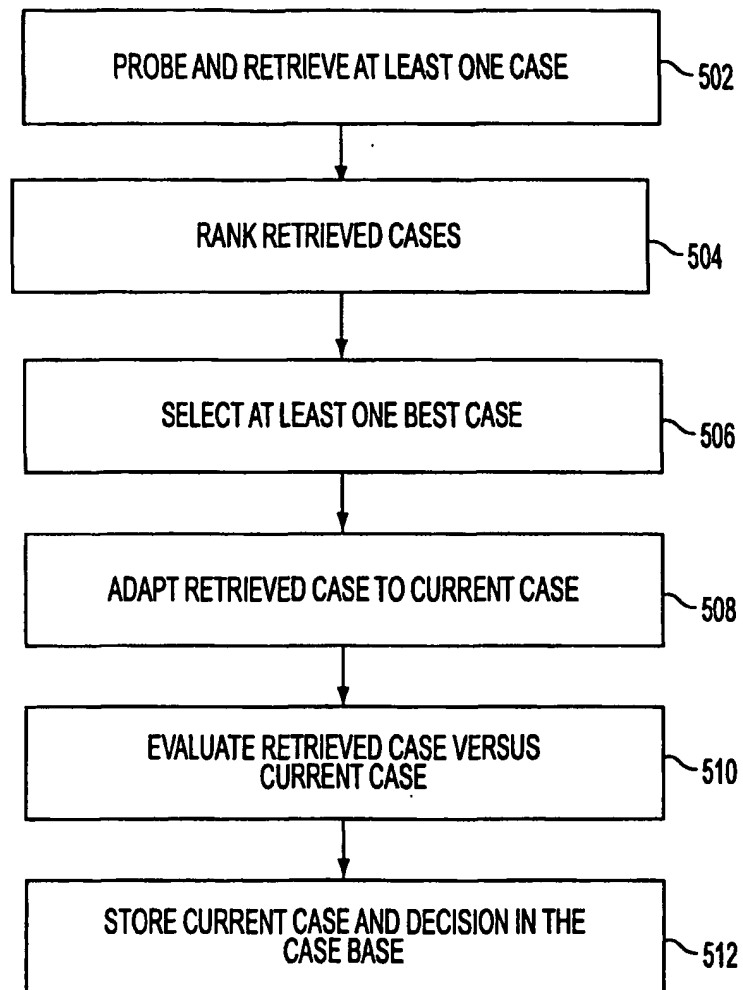 PROBE AND RETRIEVE AT LEAST ONE CASE
502
RANK RETRIEVED CASES
504
SELECT AT LEAST ONE BEST CASE
506
ADAPT RETRIEVED CASE TO CURRENT CASE
508
EVALUATE RETRIEVED CASE VERSUS
CURRENT CASE
510
STORE CURRENT CASE AND DECISION IN THE
CASE BASE
512